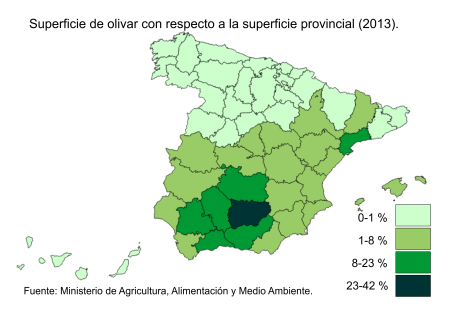 Superficie de olivar con respecto a la superficie provincial (2013).
0-1 %
1-8 %
8-23 %
23-42 %
Fuente: Ministerio de Agricultura, Alimentación y Medio Ambiente.